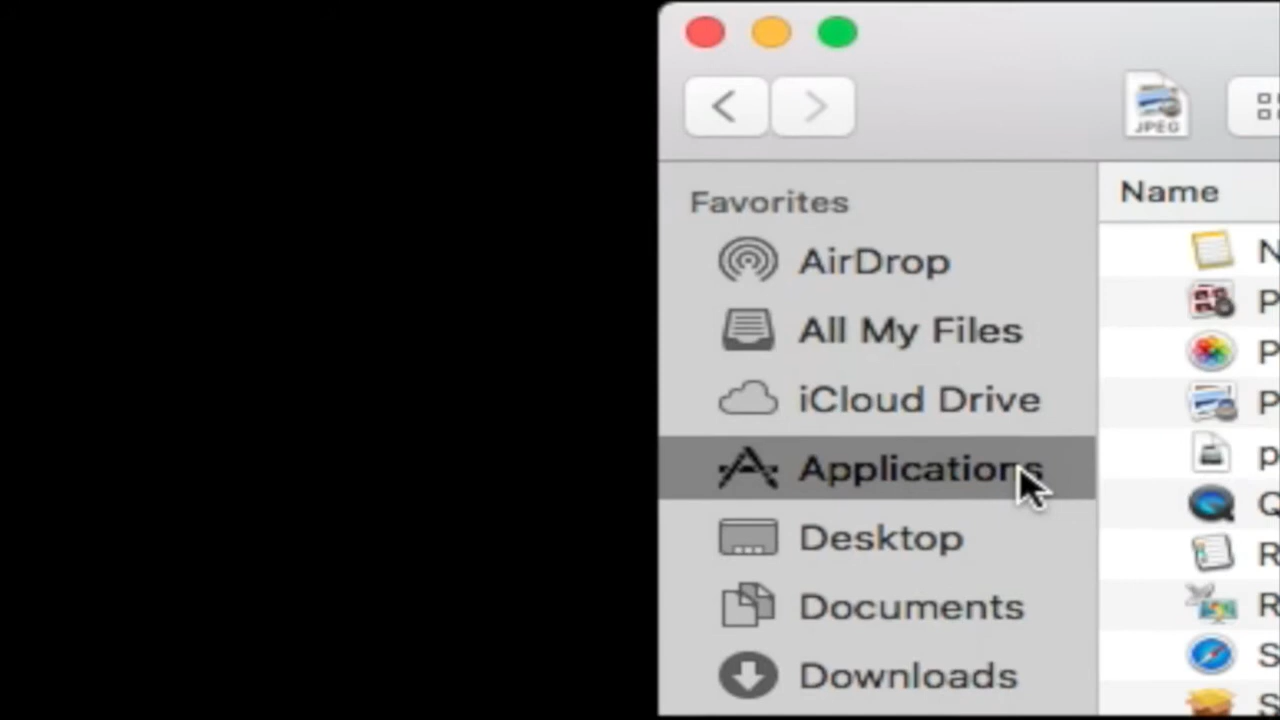 JPEG
Favorites
Name
AirDrop
N
P
All My Files
P
iCloud Drive
P
Applications
p
Q
Desktop
R
Documents
R
S
Downloads
S